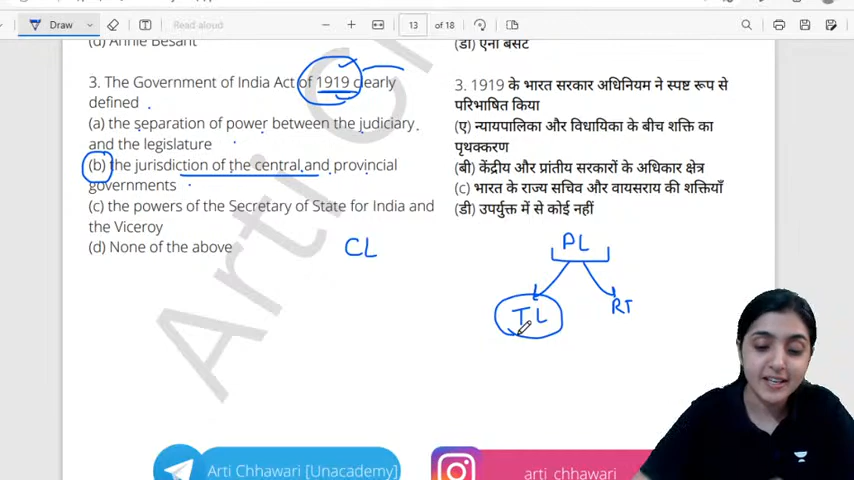 Draw
Read aloud
13
of 18
(d) Annie Besant
3. The Government of India Act of 1919 clearly
defined
(a) the separation of power between the judiciary
and the legislature
(b) the jurisdiction of the central and provincial
governments
(c) the powers of the Secretary of State for India and
the Viceroy
(d) None of the above
CL
(डी) एनी बेसेंट
3. 1919 के भारत सरकार अधिनियम ने स्पष्ट रूप से
परिभाषित किया
(ए) न्यायपालिका और विधायिका के बीच शक्ति का
पृथक्करण
(बी) केंद्रीय और प्रांतीय सरकारों के अधिकार क्षेत्र
(c) भारत के राज्य सचिव और वायसराय की शक्तियाँ
(डी) उपर्युक्त में से कोई नहीं
PL
TL
RT
Arti Ch
Arti Chhawari [Unacademy]
arti_chhawari